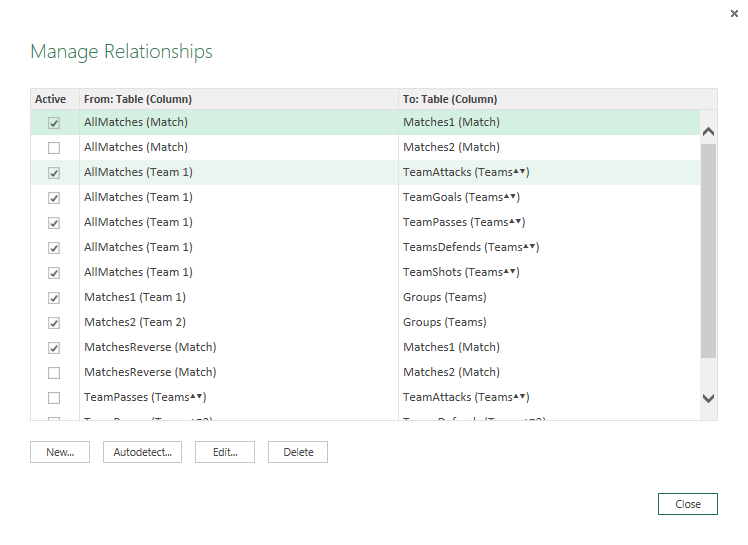 Manage Relationships
Active From: Table (Column) To: Table (Column)
AllMatches (Match) Matches1 (Match)
AllMatches (Match) Matches2 (Match)
AllMatches (Team 1) TeamAttacks (Teams▲▼)
AllMatches (Team 1) TeamGoals (Teams▲▼)
AllMatches (Team 1) TeamPasses (Teams▲▼)
AllMatches (Team 1) TeamsDefends (Teams▲▼)
AllMatches (Team 1) TeamShots (Teams▲▼)
Matches1 (Team 1) Groups (Teams)
Matches2 (Team 2) Groups (Teams)
MatchesReverse (Match) Matches1 (Match)
MatchesReverse (Match) Matches2 (Match)
TeamPasses (Teams▲▼) TeamAttacks (Teams▲▼)
New... Autodetect... Edit... Delete
Close